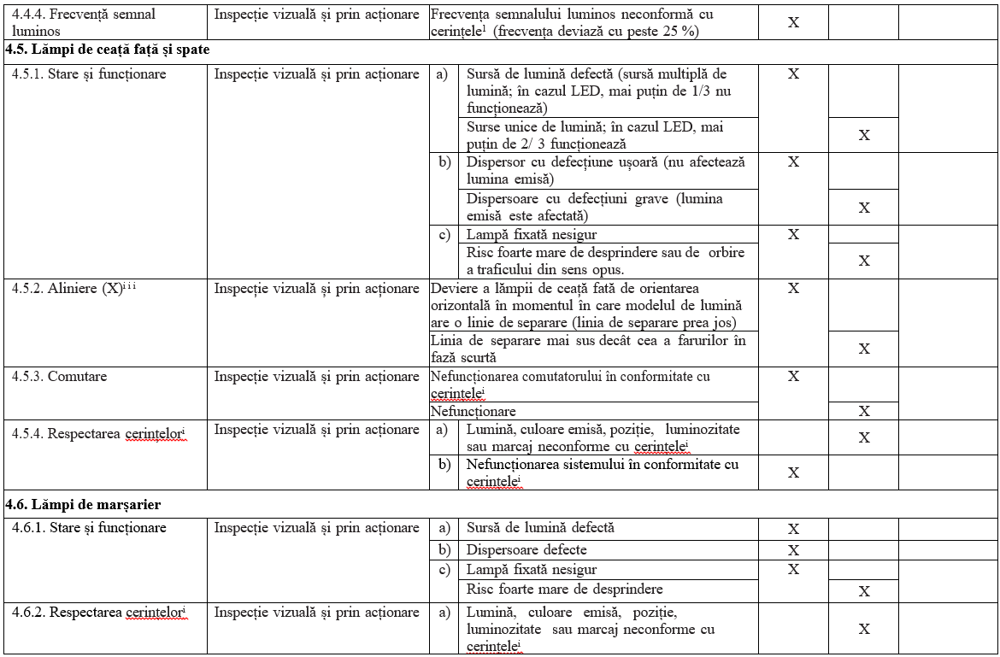 4.4.4. Frecvență semnal
luminos
Inspecție vizuală și prin acționare
Frecvența semnalului luminos neconformă cu
cerințele¹ (frecvența deviază cu peste 25 %)
X
4.5. Lămpi de ceață față și spate
4.5.1. Stare și funcționare
Inspecție vizuală și prin acționare
a)
Sursă de lumină defectă (sursă multiplă de
lumină; în cazul LED, mai puțin de 1/3 nu
funcționează)
X
Surse unice de lumină; în cazul LED, mai
puțin de 2/ 3 funcționează
X
b)
Dispersor cu defecțiune ușoară (nu afectează
lumina emisă)
X
Dispersoare cu defecțiuni grave (lumina
emisă este afectată)
X
c)
Lampă fixată nesigur
X
Risc foarte mare de desprindere sau de orbire
a traficului din sens opus.
X
4.5.2. Aliniere (X)ⁱⁱⁱ
Inspecție vizuală și prin acționare
Deviere a lămpii de ceață fată de orientarea
orizontală în momentul în care modelul de lumină
are o linie de separare (linia de separare prea jos)
X
Linia de separare mai sus decât cea a farurilor în
fază scurtă
X
4.5.3. Comutare
Inspecție vizuală și prin acționare
Nefuncționarea comutatorului în conformitate cu
cerințeleⁱ
X
Nefuncționare
X
4.5.4. Respectarea cerințelorⁱ
Inspecție vizuală și prin acționare
a)
Lumină, culoare emisă, poziție, luminozitate
sau marcaj neconforme cu cerințeleⁱ
X
b)
Nefuncționarea sistemului în conformitate cu
cerințeleⁱ
X
4.6. Lămpi de marșarier
4.6.1. Stare și funcționare
Inspecție vizuală și prin acționare
a)
Sursă de lumină defectă
X
b)
Dispersoare defecte
X
c)
Lampă fixată nesigur
X
Risc foarte mare de desprindere
X
4.6.2. Respectarea cerințelorⁱ
Inspecție vizuală și prin acționare
a)
Lumină, culoare emisă, poziție,
luminozitate sau marcaj neconforme cu
cerințeleⁱ
X